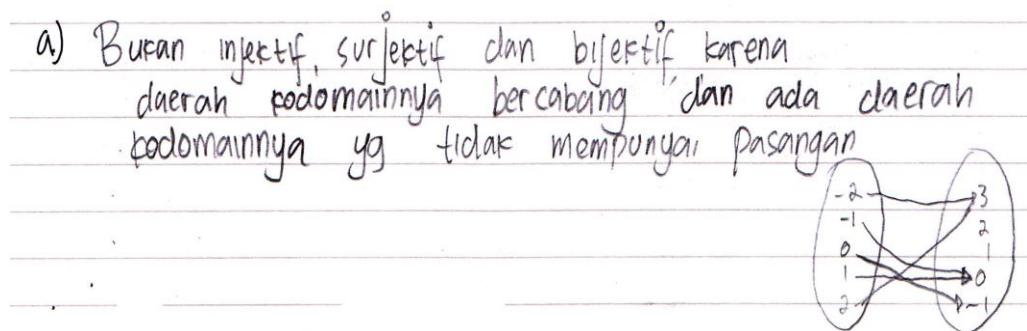 a) Bukan injektif, surjektif dan bijektif karena
daerah kodomainnya bercabang dan ada daerah
kodomainnya yg tidak mempunyai pasangan
-2 3
-1 2
0 1
1 0
2 -1